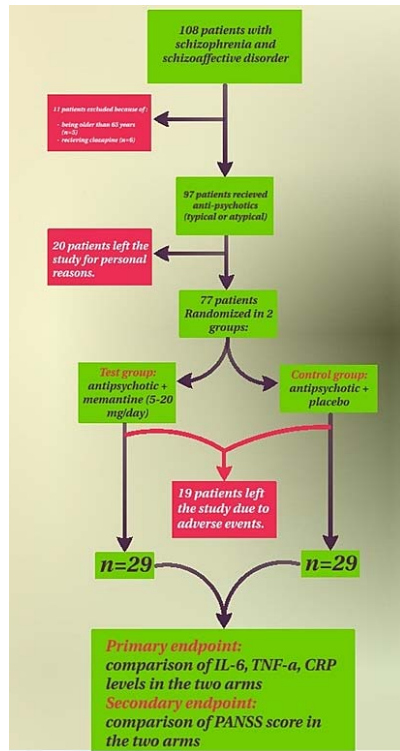 108 patients with
schizophrenia and
schizoaffective
disorder
11 patients excluded because of :
- being older than 65 years
(n=5)
- recieving clozapine (n=6)
97 patients recieved
anti-psychotics
(typical or atypical)
20 patients left
the study for personal
reasons.
77 patients
Randomized in 2
groups:
Test group:
antipsychotic +
memantine (5-20
mg/day)
Control group:
antipsychotic +
placebo
19 patients left
the study due to
adverse events.
n=29
n=29
Primary endpoint:
comparison of IL-6, TNF-a, CRP
levels in the two arms
Secondary endpoint:
comparison of PANSS score in
the two arms